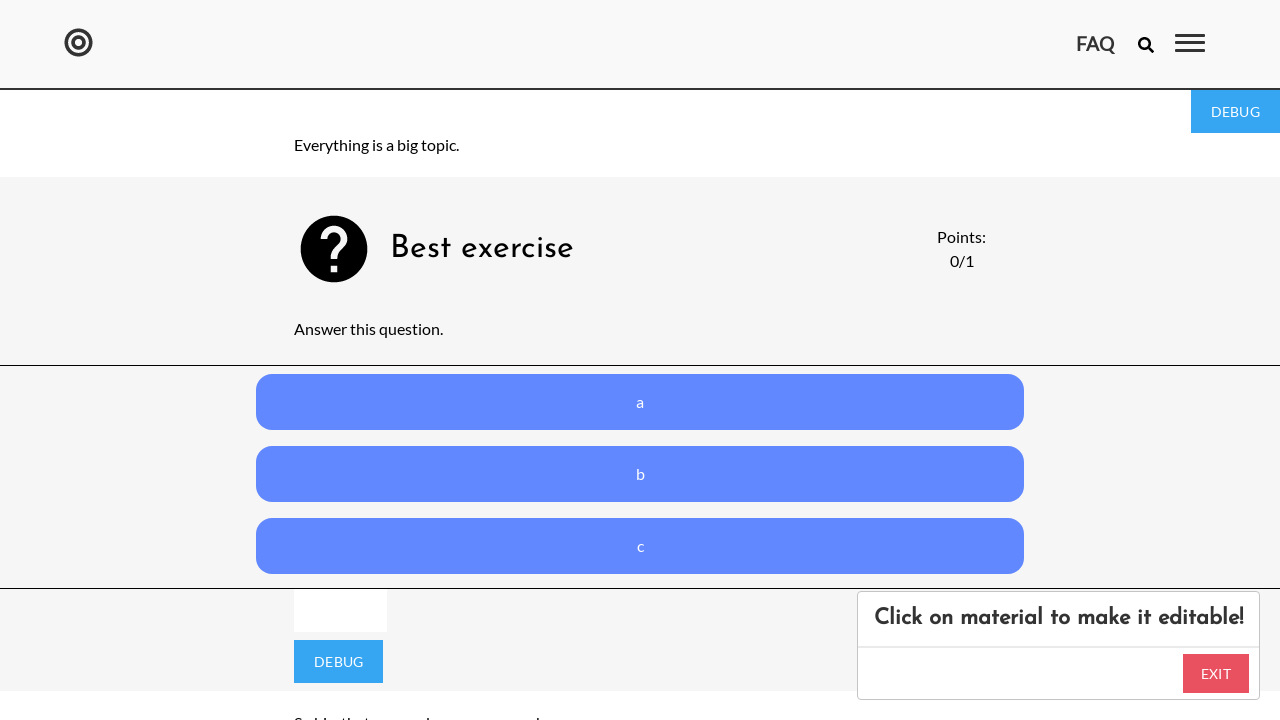 FAQ
DEBUG
Everything is a big topic.
Best exercise
Points:
0/1
Answer this question.
a
b
c
Click on material to make it editable!
DEBUG
EXIT